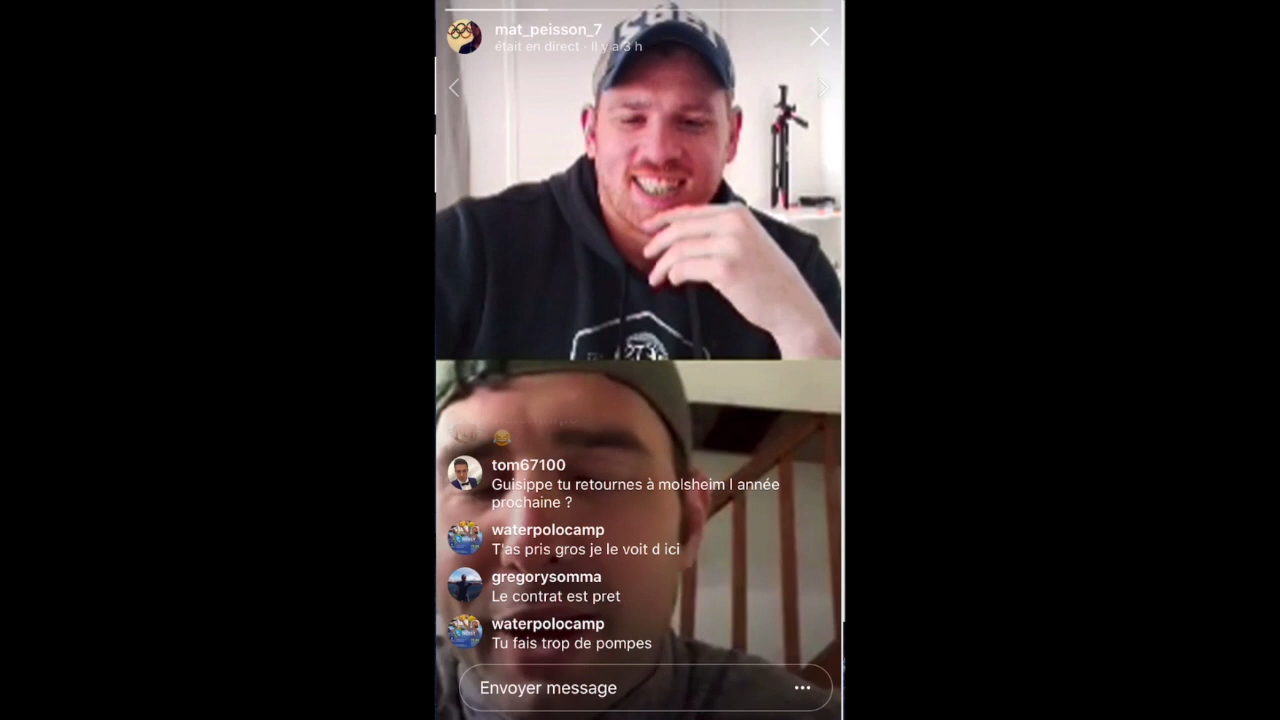 mat_peisson_7
était en direct · Il y a 3 h
tom67100
Guisippe tu retournes à molsheim l année
prochaine ?
waterpolocamp
T'as pris gros je le voit d ici
gregorysomma
Le contrat est pret
waterpolocamp
Tu fais trop de pompes
Envoyer message